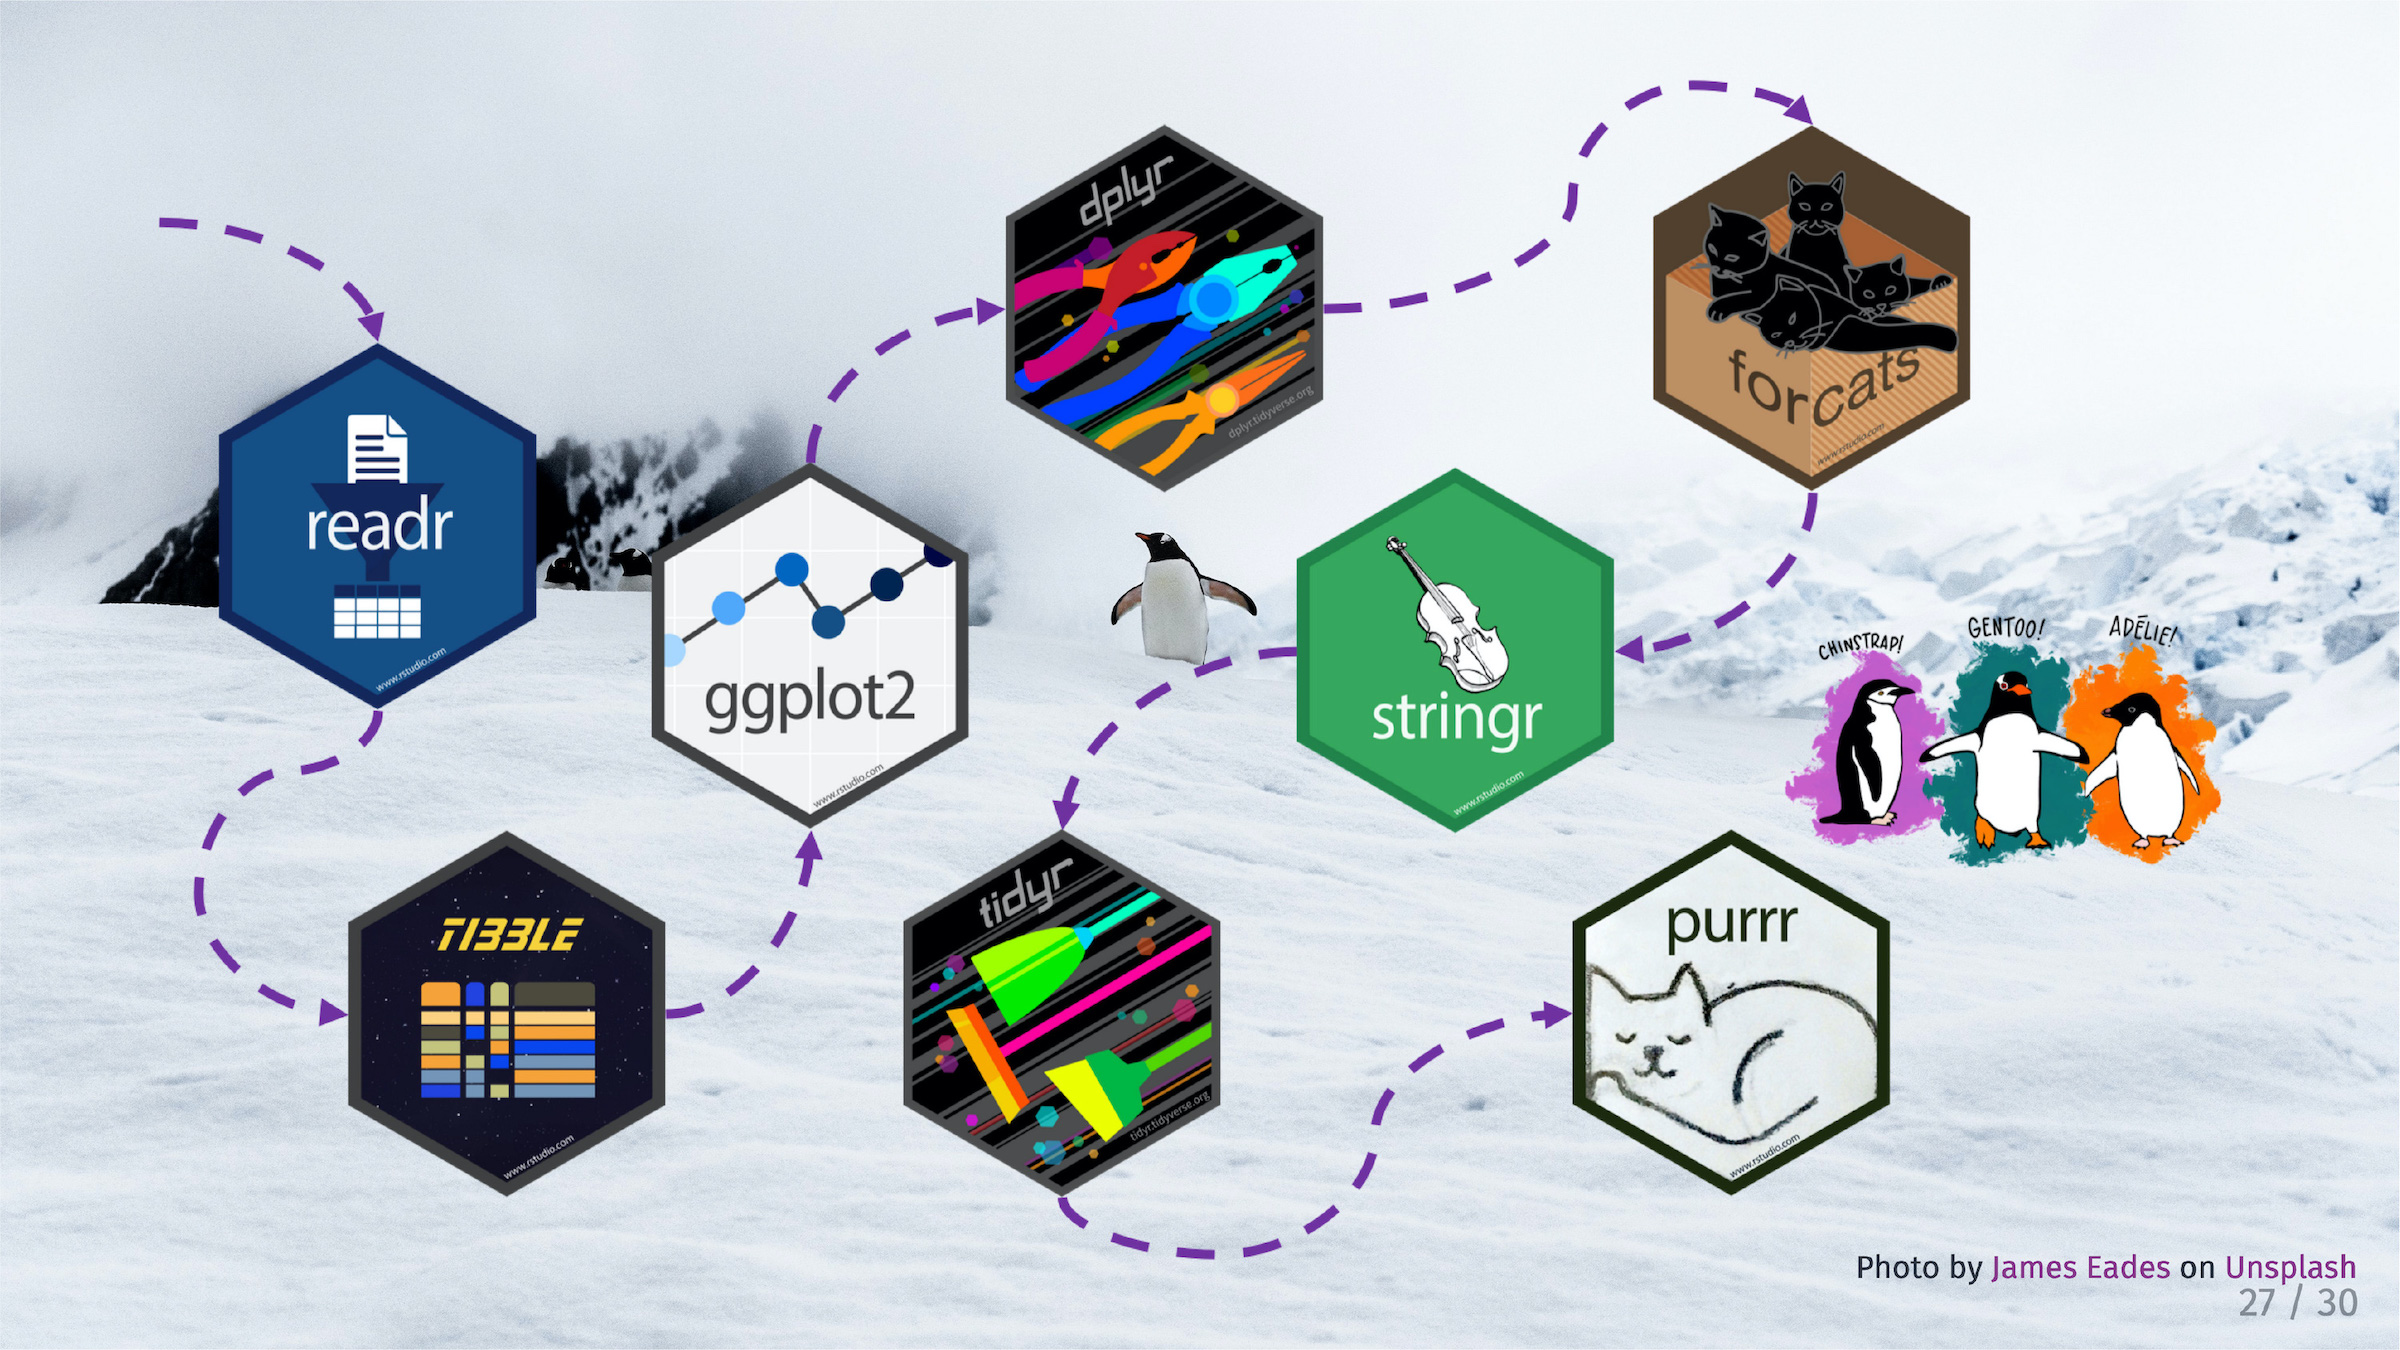 readr
www.rstudio.com
TIBBLE
www.rstudio.com
ggplot2
www.rstudio.com
dplyr
dplyr.tidyverse.org
forcats
www.rstudio.com
stringr
www.rstudio.com
tidyr
tidyr.tidyverse.org
purrr
www.rstudio.com
CHINSTRAP!
GENTOO!
ADĒLIE!
Photo by James Eades on Unsplash
27 / 30